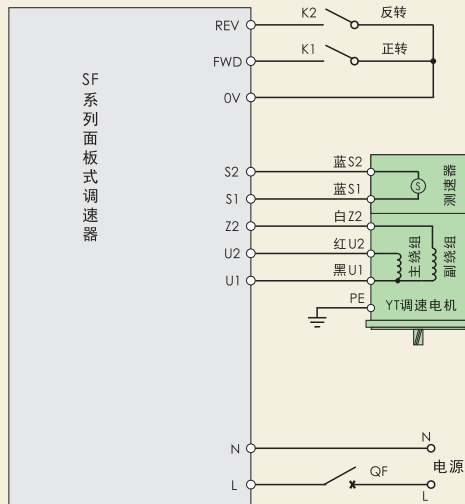 SF系列面板式调速器
REV K2 反转
FWD K1 正转
0V
S2 蓝S2
S1 蓝S1
测速器
S
Z2 白Z2
U2 红U2
U1 黑U1
主绕组
副绕组
PE
YT调速电机
N N
电源
L QF
L